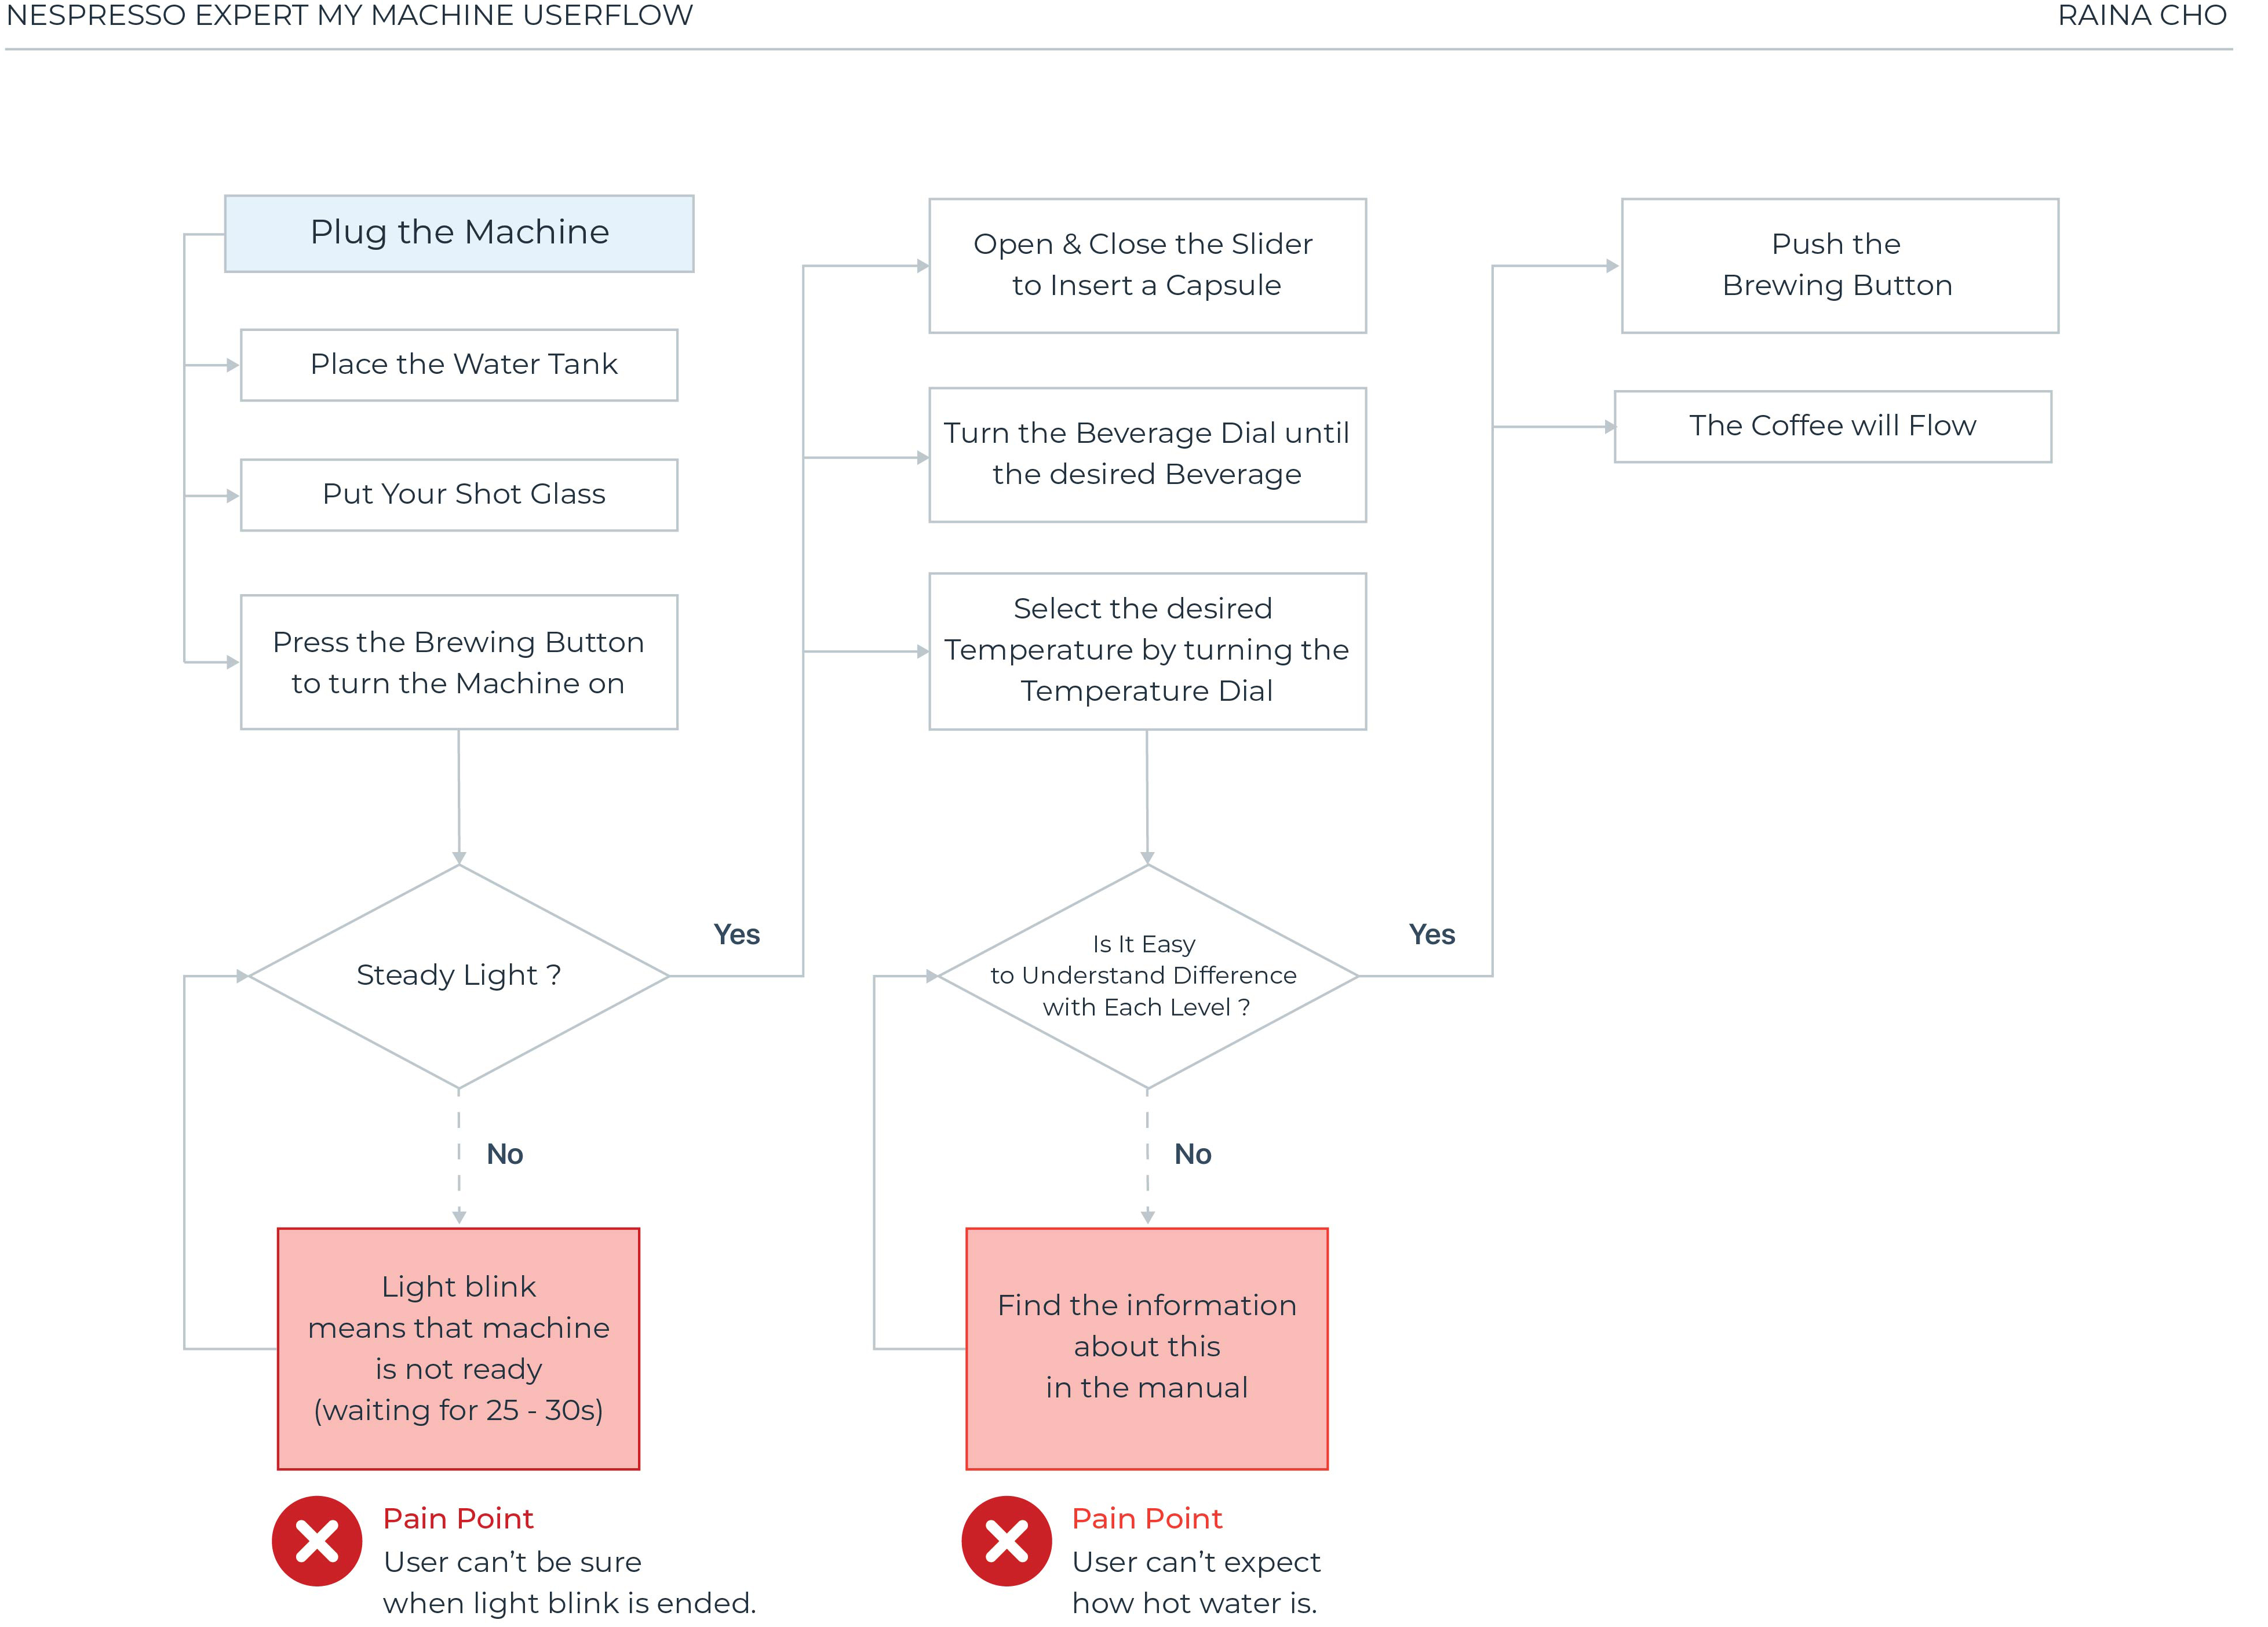 NESPRESSO EXPERT MY MACHINE USERFLOW
RAINA CHO
Plug the Machine
Place the Water Tank
Put Your Shot Glass
Press the Brewing Button
to turn the Machine on
Steady Light ?
Yes
No
Light blink
means that machine
is not ready
(waiting for 25 - 30s)
Pain Point
User can’t be sure
when light blink is ended.
Open & Close the Slider
to Insert a Capsule
Turn the Beverage Dial until
the desired Beverage
Select the desired
Temperature by turning the
Temperature Dial
Is It Easy
to Understand Difference
with Each Level ?
Yes
No
Find the information
about this
in the manual
Pain Point
User can’t expect
how hot water is.
Push the
Brewing Button
The Coffee will Flow